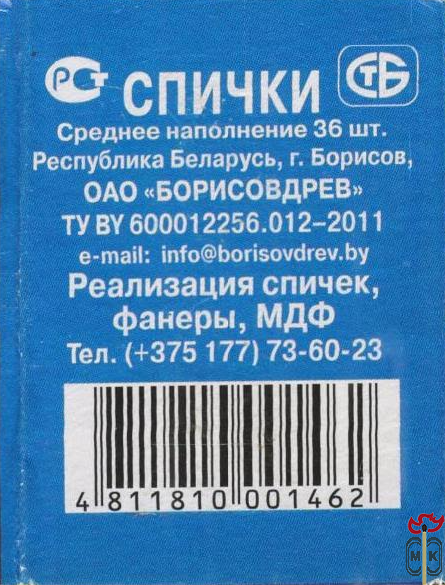 РСТ СПИЧКИ СТБ
Среднее наполнение 36 шт.
Республика Беларусь, г. Борисов,
ОАО «БОРИСОВДРЕВ»
ТУ BY 600012256.012–2011
e-mail: info@borisovdrev.by
Реализация спичек,
фанеры, МДФ
Тел. (+375 177) 73-60-23
4 811810 001462
МК